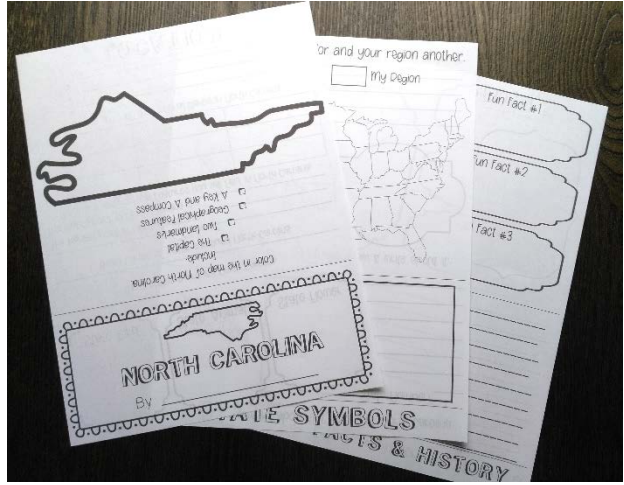 Color in the map of North Carolina
Include:
The Capital
Two landmarks
Geographical Features
A Key and A Compass
NORTH CAROLINA
By
or and your region another.
My Region
ATE SYMBOLS
Fun Fact #1
Fun Fact #2
Fact #3
FACTS & HISTORY